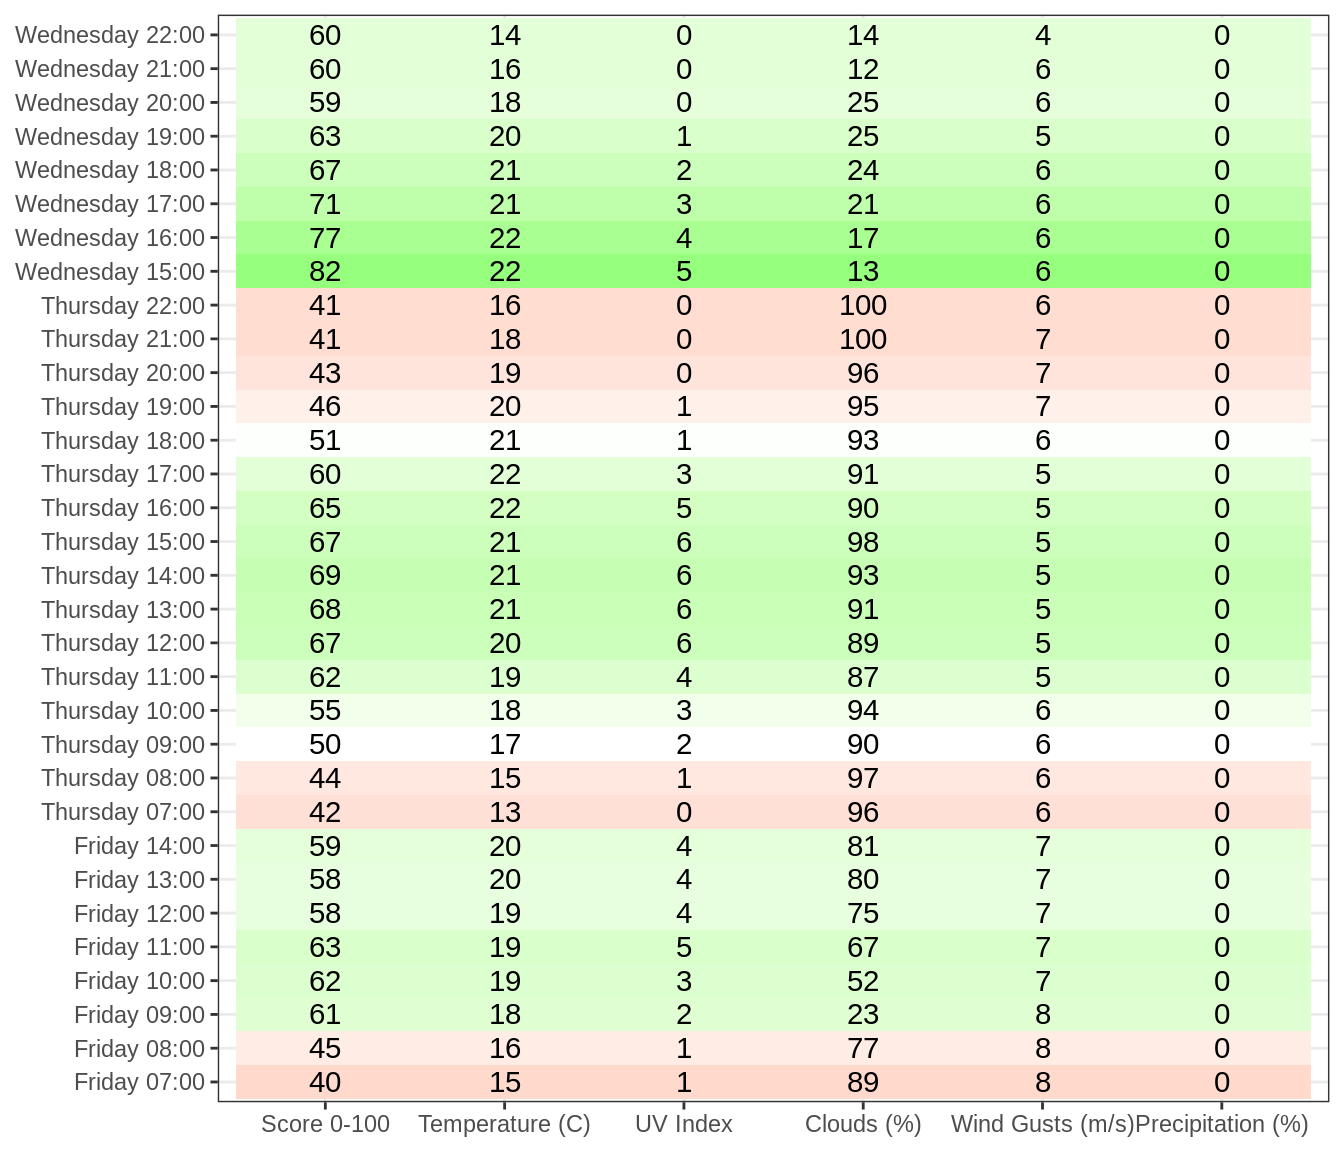 Wednesday 22:00 60 14 0 14 4 0
Wednesday 21:00 60 16 0 12 6 0
Wednesday 20:00 59 18 0 25 6 0
Wednesday 19:00 63 20 1 25 5 0
Wednesday 18:00 67 21 2 24 6 0
Wednesday 17:00 71 21 3 21 6 0
Wednesday 16:00 77 22 4 17 6 0
Wednesday 15:00 82 22 5 13 6 0
Thursday 22:00 41 16 0 100 6 0
Thursday 21:00 41 18 0 100 7 0
Thursday 20:00 43 19 0 96 7 0
Thursday 19:00 46 20 1 95 7 0
Thursday 18:00 51 21 1 93 6 0
Thursday 17:00 60 22 3 91 5 0
Thursday 16:00 65 22 5 90 5 0
Thursday 15:00 67 21 6 98 5 0
Thursday 14:00 69 21 6 93 5 0
Thursday 13:00 68 21 6 91 5 0
Thursday 12:00 67 20 6 89 5 0
Thursday 11:00 62 19 4 87 5 0
Thursday 10:00 55 18 3 94 6 0
Thursday 09:00 50 17 2 90 6 0
Thursday 08:00 44 15 1 97 6 0
Thursday 07:00 42 13 0 96 6 0
Friday 14:00 59 20 4 81 7 0
Friday 13:00 58 20 4 80 7 0
Friday 12:00 58 19 4 75 7 0
Friday 11:00 63 19 5 67 7 0
Friday 10:00 62 19 3 52 7 0
Friday 09:00 61 18 2 23 8 0
Friday 08:00 45 16 1 77 8 0
Friday 07:00 40 15 1 89 8 0
Score 0-100 Temperature (C) UV Index Clouds (%) Wind Gusts (m/s) Precipitation (%)